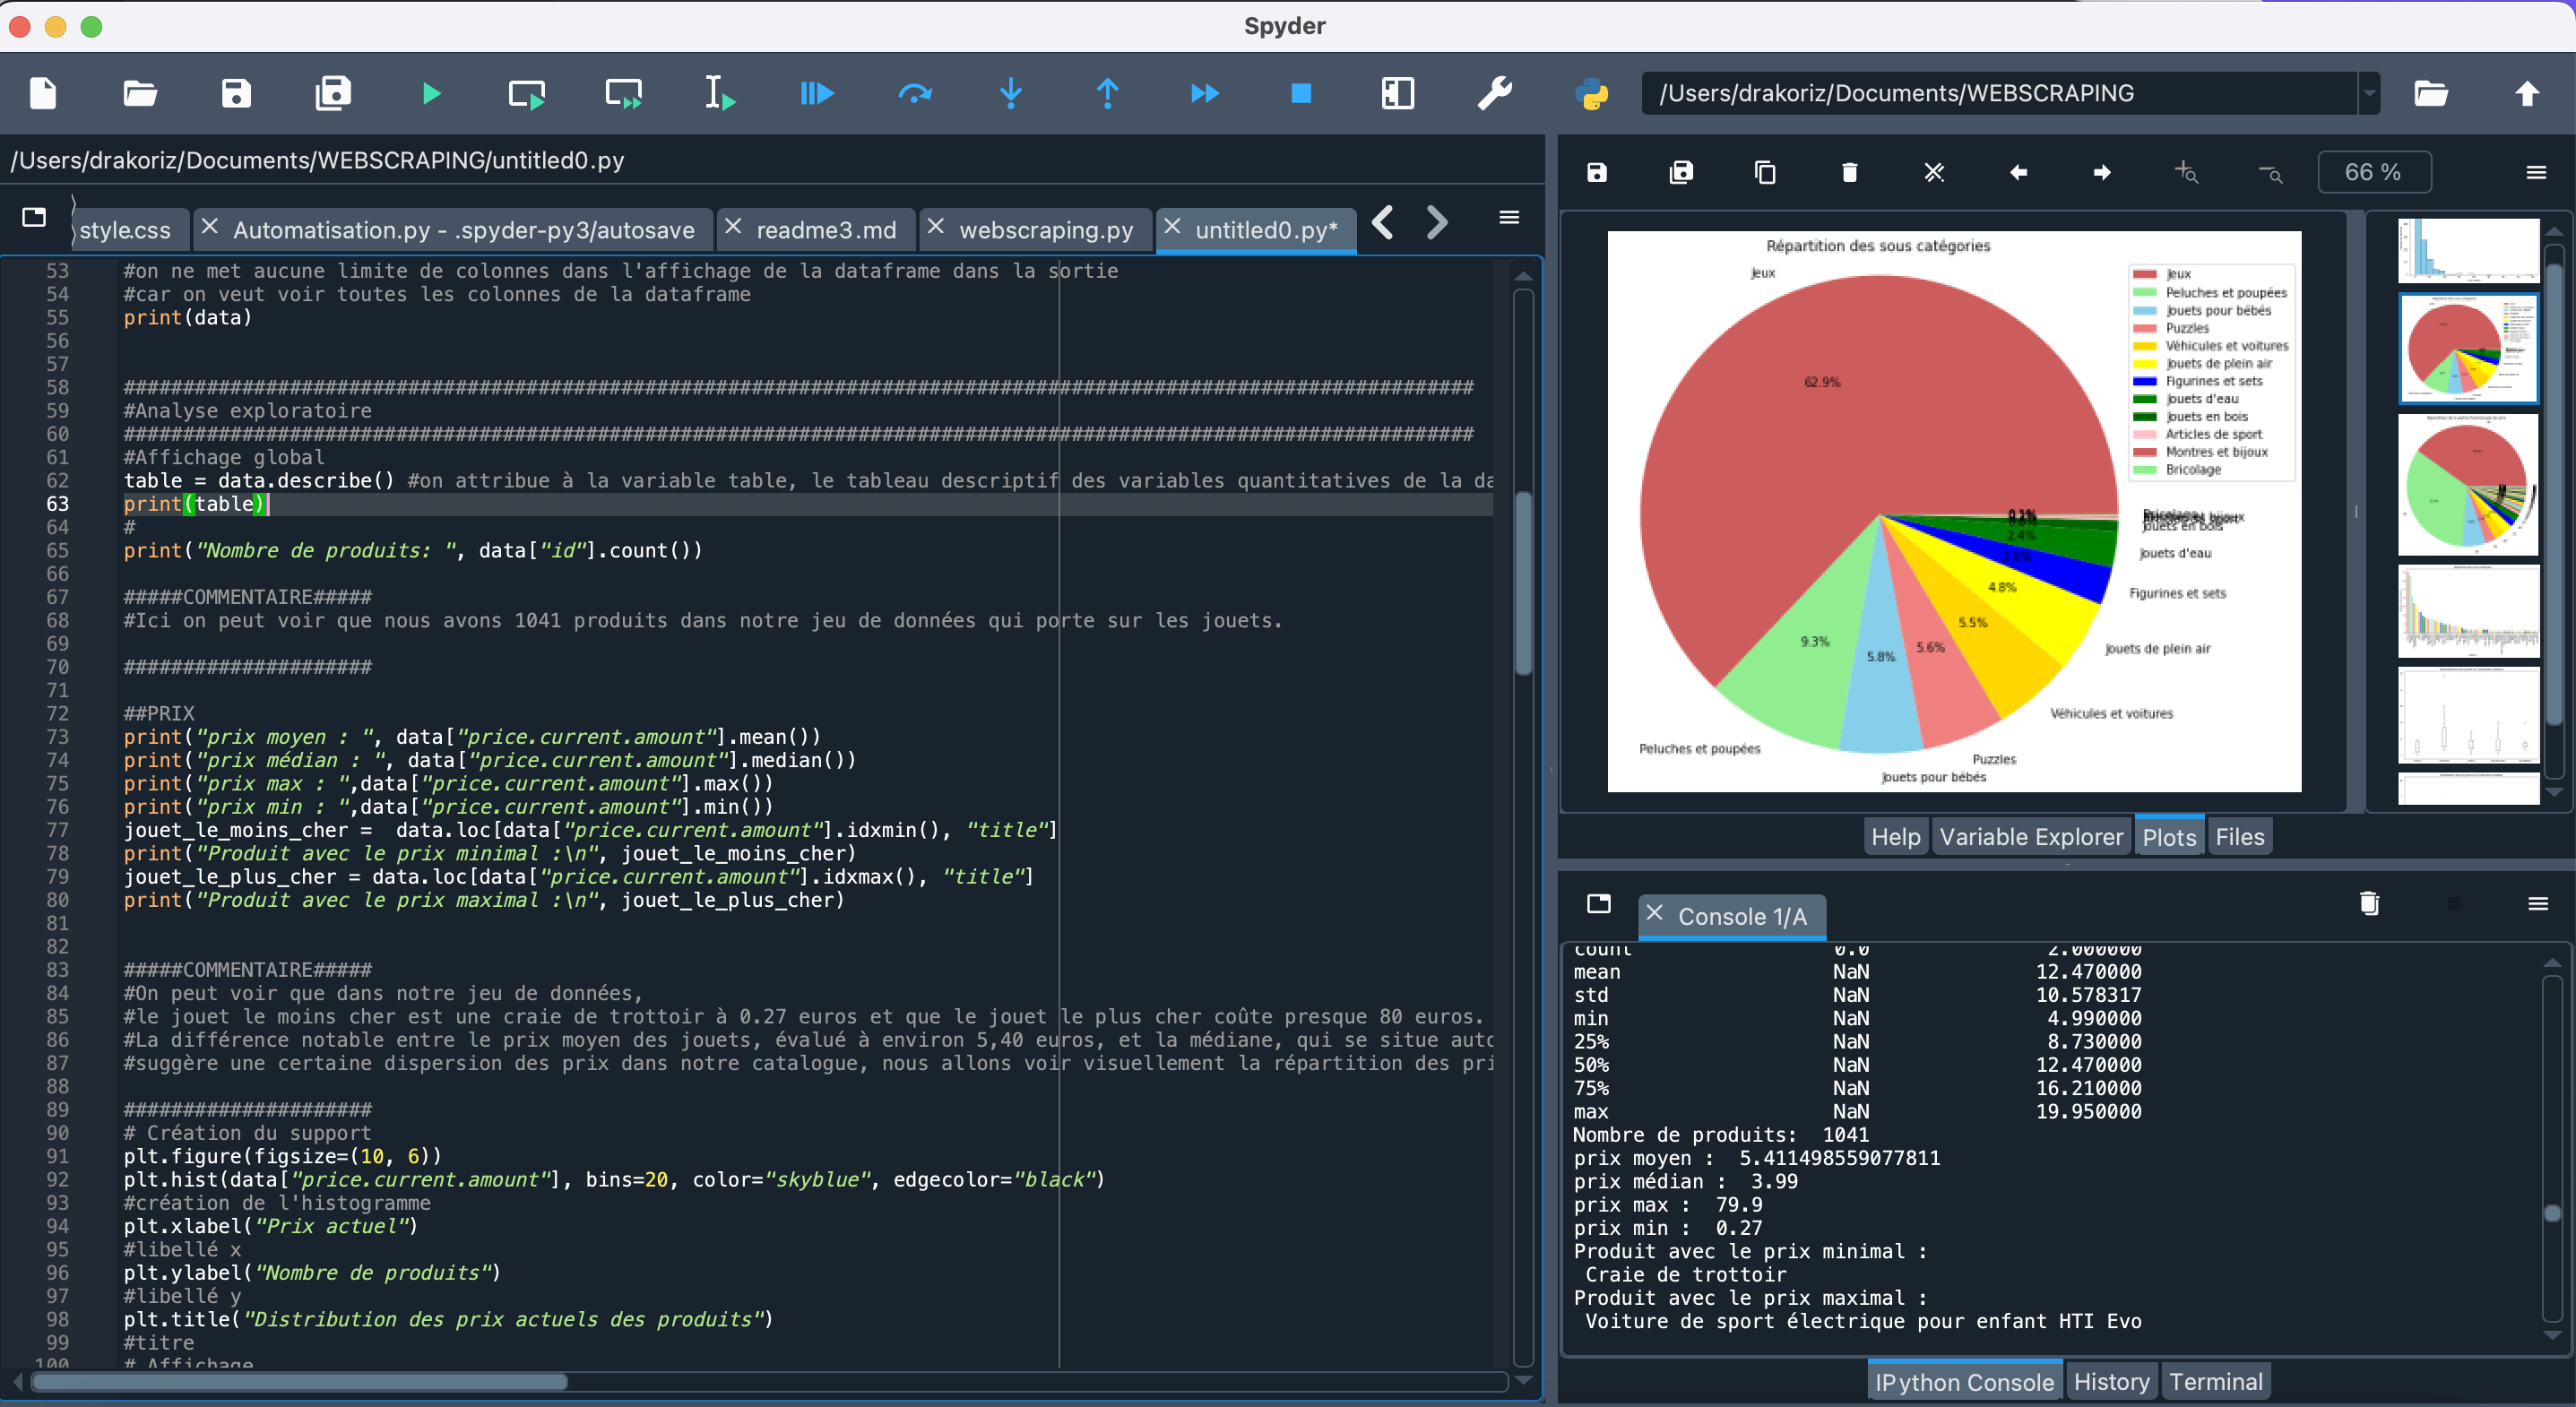 Spyder
/Users/drakoriz/Documents/WEBSCRAPING
/Users/drakoriz/Documents/WEBSCRAPING/untitled0.py
style.css
Automatisation.py - .spyder-py3/autosave
readme3.md
webscraping.py
untitled0.py*
53 #on ne met aucune limite de colonnes dans l'affichage de la dataframe dans la sortie
54 #car on veut voir toutes les colonnes de la dataframe
55 print(data)
56
57
58 ##################################################################################################################
59 #Analyse exploratoire
60 ##################################################################################################################
61 #Affichage global
62 table = data.describe() #on attribue à la variable table, le tableau descriptif des variables quantitatives de la da
63 print(table)
64 #
65 print("Nombre de produits: ", data["id"].count())
66
67 #####COMMENTAIRE#####
68 #Ici on peut voir que nous avons 1041 produits dans notre jeu de données qui porte sur les jouets.
69
70 #####################
71
72 ##PRIX
73 print("prix moyen : ", data["price.current.amount"].mean())
74 print("prix médian : ", data["price.current.amount"].median())
75 print("prix max : ",data["price.current.amount"].max())
76 print("prix min : ",data["price.current.amount"].min())
77 jouet_le_moins_cher =  data.loc[data["price.current.amount"].idxmin(), "title"]
78 print("Produit avec le prix minimal :\n", jouet_le_moins_cher)
79 jouet_le_plus_cher = data.loc[data["price.current.amount"].idxmax(), "title"]
80 print("Produit avec le prix maximal :\n", jouet_le_plus_cher)
81
82
83 #####COMMENTAIRE#####
84 #On peut voir que dans notre jeu de données,
85 #le jouet le moins cher est une craie de trottoir à 0.27 euros et que le jouet le plus cher coûte presque 80 euros.
86 #La différence notable entre le prix moyen des jouets, évalué à environ 5,40 euros, et la médiane, qui se situe auto
87 #suggère une certaine dispersion des prix dans notre catalogue, nous allons voir visuellement la répartition des pri
88
89 #####################
90 # Création du support
91 plt.figure(figsize=(10, 6))
92 plt.hist(data["price.current.amount"], bins=20, color="skyblue", edgecolor="black")
93 #création de l'histogramme
94 plt.xlabel("Prix actuel")
95 #libellé x
96 plt.ylabel("Nombre de produits")
97 #libellé y
98 plt.title("Distribution des prix actuels des produits")
99 #titre
100 # Affichage
66 %
Répartition des sous catégories
Jeux
62.9%
9.3%
5.8%
5.6%
5.5%
4.8%
2.6%
2.4%
Jouets en bois
Jouets d'eau
Figurines et sets
Jouets de plein air
Véhicules et voitures
Puzzles
Jouets pour bébés
Peluches et poupées
Jeux
Peluches et poupées
Jouets pour bébés
Puzzles
Véhicules et voitures
Jouets de plein air
Figurines et sets
Jouets d'eau
Jouets en bois
Articles de sport
Montres et bijoux
Bricolage
Help
Variable Explorer
Plots
Files
Console 1/A
count 0.0 2.000000
mean NaN 12.470000
std NaN 10.578317
min NaN 4.990000
25% NaN 8.730000
50% NaN 12.470000
75% NaN 16.210000
max NaN 19.950000
Nombre de produits:  1041
prix moyen :  5.411498559077811
prix médian :  3.99
prix max :  79.9
prix min :  0.27
Produit avec le prix minimal :
Craie de trottoir
Produit avec le prix maximal :
Voiture de sport électrique pour enfant HTI Evo
IPython Console
History
Terminal